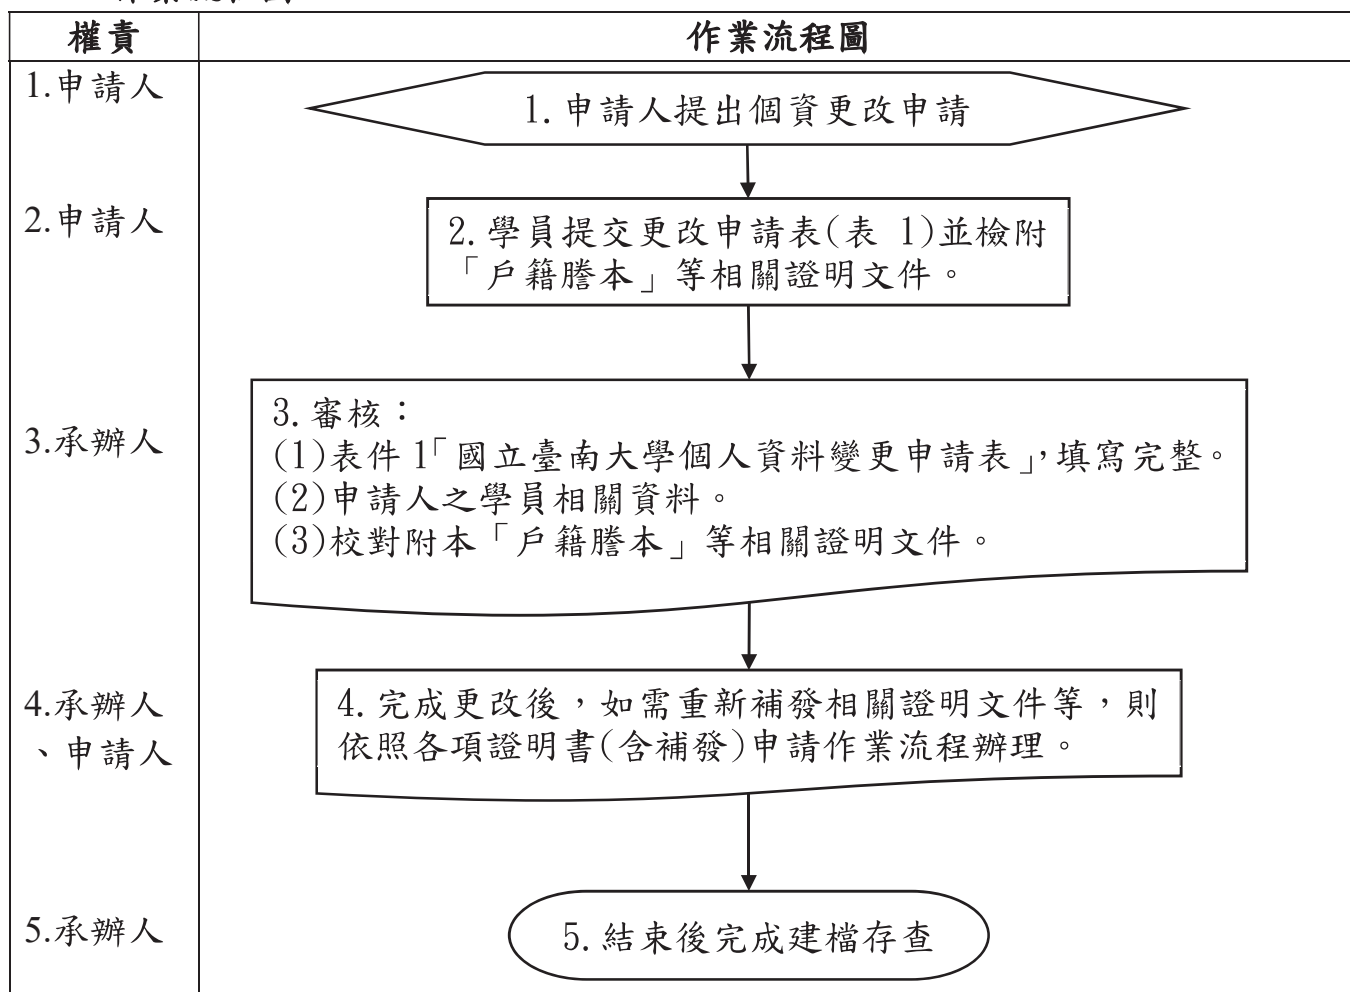 權責
作業流程圖
1.申請人
1.申請人提出個資更改申請
2.申請人
2.學員提交更改申請表(表 1)並檢附
「戶籍謄本」等相關證明文件。
3.承辦人
3.審核：
(1)表件 1「國立臺南大學個人資料變更申請表」,填寫完整。
(2)申請人之學員相關資料。
(3)校對附本「戶籍謄本」等相關證明文件。
4.承辦人
、申請人
4.完成更改後，如需重新補發相關證明文件等，則
依照各項證明書(含補發)申請作業流程辦理。
5.承辦人
5.結束後完成建檔存查